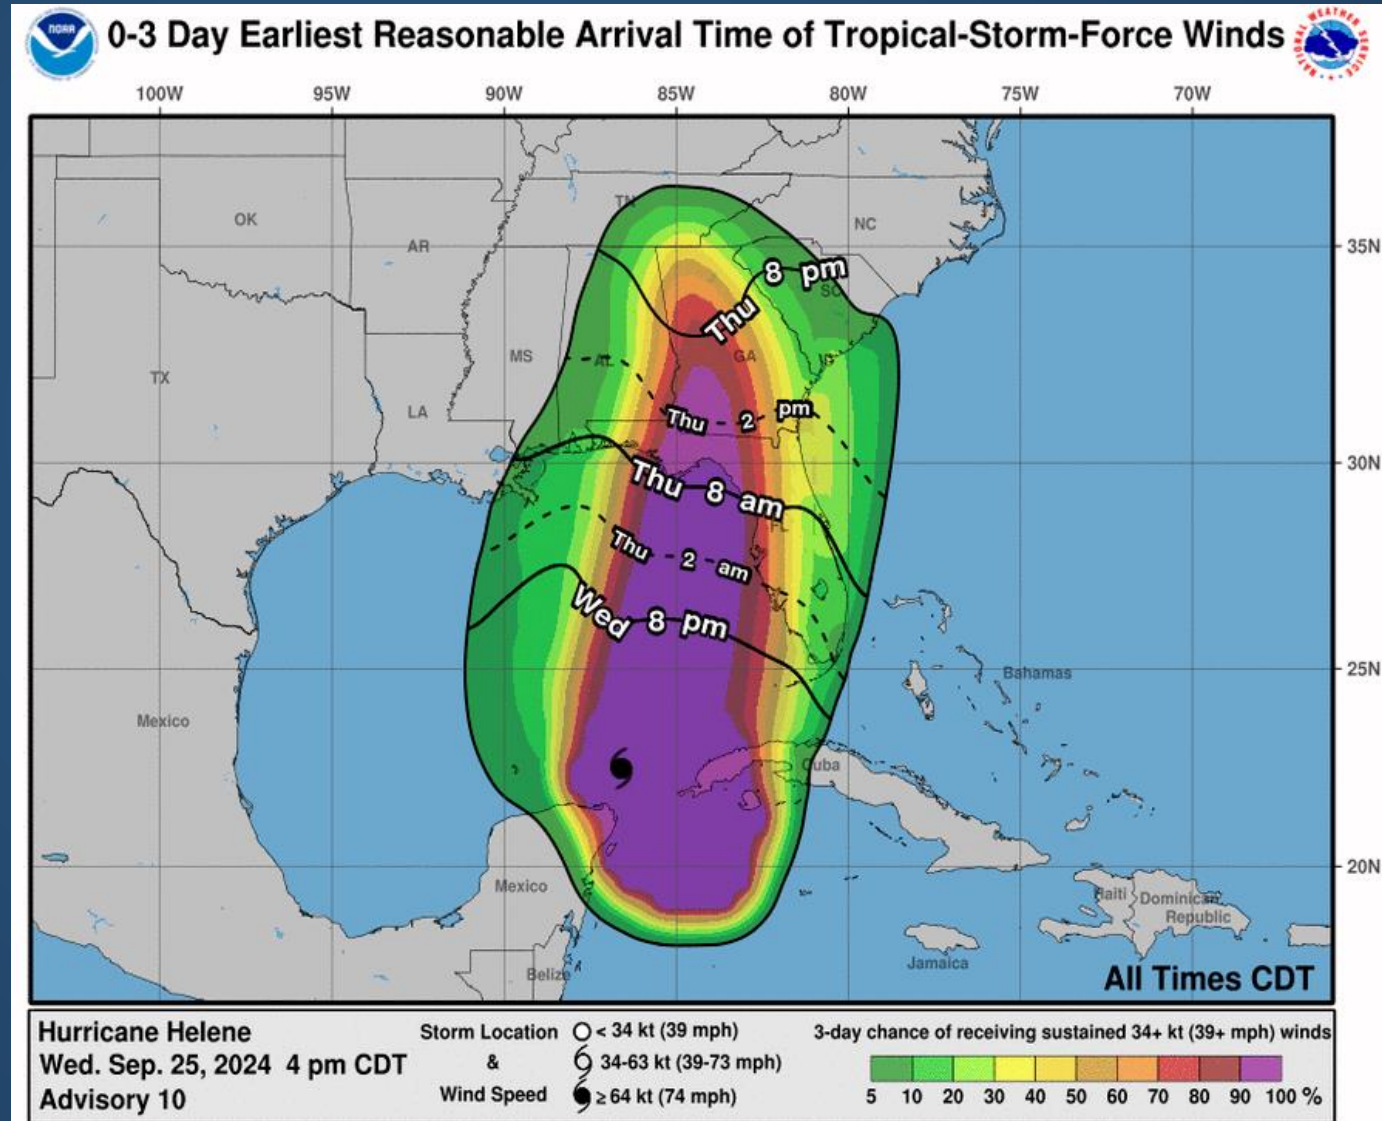 NOAA
0-3 Day Earliest Reasonable Arrival Time of Tropical-Storm-Force Winds
NATIONAL WEATHER SERVICE
100W 95W 90W 85W 80W 75W 70W
TN
OK
NC
AR
35N
8 pm
SC
Thu
MS
AL
GA
TX
LA
Thu 2 pm
30N
Thu 8 am
FL
Thu 2 am
Wed 8 pm
25N
Bahamas
Mexico
Cuba
20N
Mexico
Haiti
Dominican
Republic
Jamaica
Belize
All Times CDT
Hurricane Helene
Wed. Sep. 25, 2024 4 pm CDT
Advisory 10
Storm Location
&
Wind Speed
< 34 kt (39 mph)
34-63 kt (39-73 mph)
≥ 64 kt (74 mph)
3-day chance of receiving sustained 34+ kt (39+ mph) winds
5 10 20 30 40 50 60 70 80 90 100 %